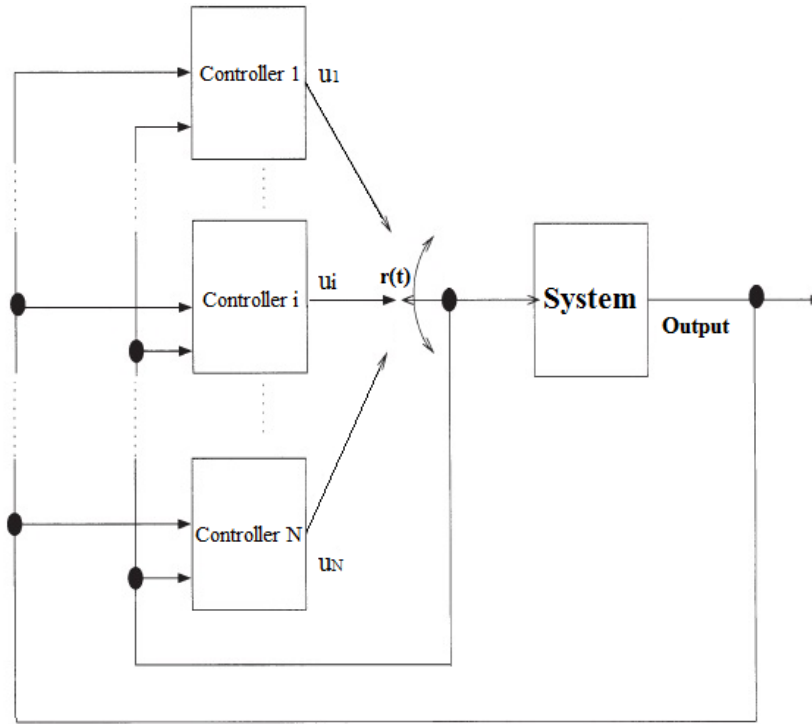 Controller 1
u1
Controller i
ui
r(t)
System
Output
Controller N
uN